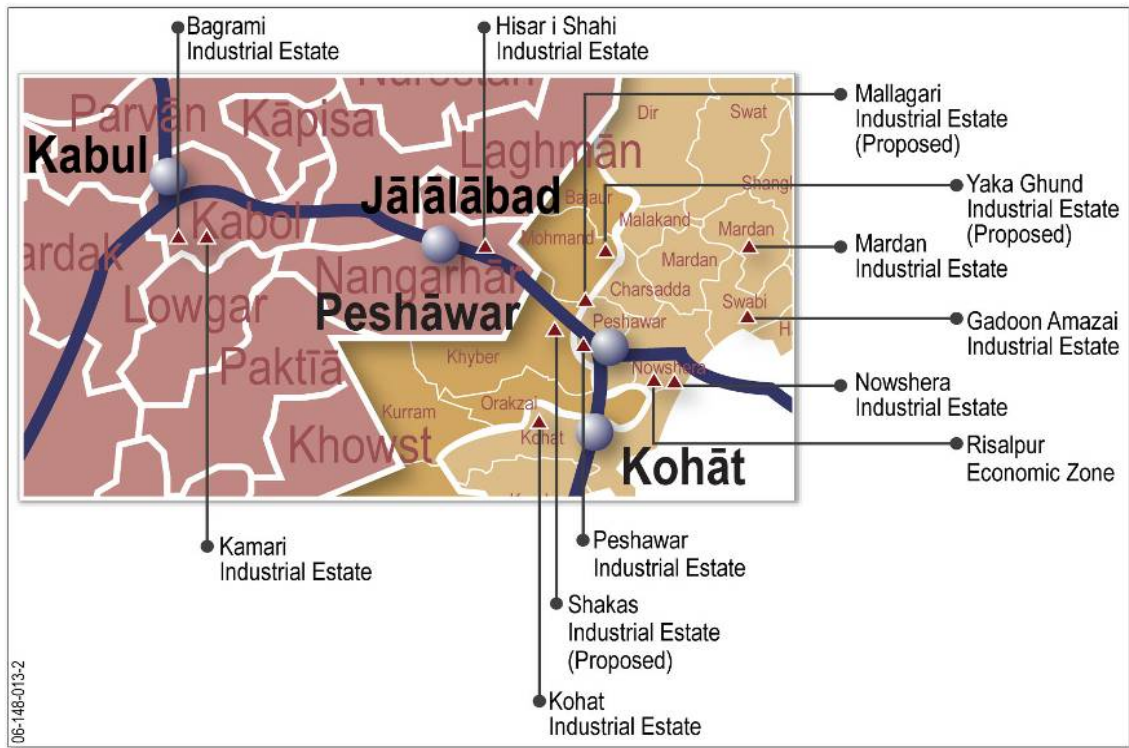 Bagrami
Industrial Estate
Hisar i Shahi
Industrial Estate
Mallagari
Industrial Estate
(Proposed)
Yaka Ghund
Industrial Estate
(Proposed)
Mardan
Industrial Estate
Gadoon Amazai
Industrial Estate
Nowshera
Industrial Estate
Risalpur
Economic Zone
Nurestan
Parvān
Kāpisa
Dir
Swat
Kabul
Laghmān
Shangl
Jālālābad
Bajaur
Malakand
Kabol
Mohmand
Mardan
ardak
Mardan
Nangarhār
Charsadda
Lowgar
Swabi
Peshāwar
Peshawar
H
Khyber
Paktīā
Nowshera
Kurram
Orakzai
Khowst
Kohat
Kohāt
Kamari
Industrial Estate
Peshawar
Industrial Estate
Shakas
Industrial Estate
(Proposed)
Kohat
Industrial Estate
06-148-013-2